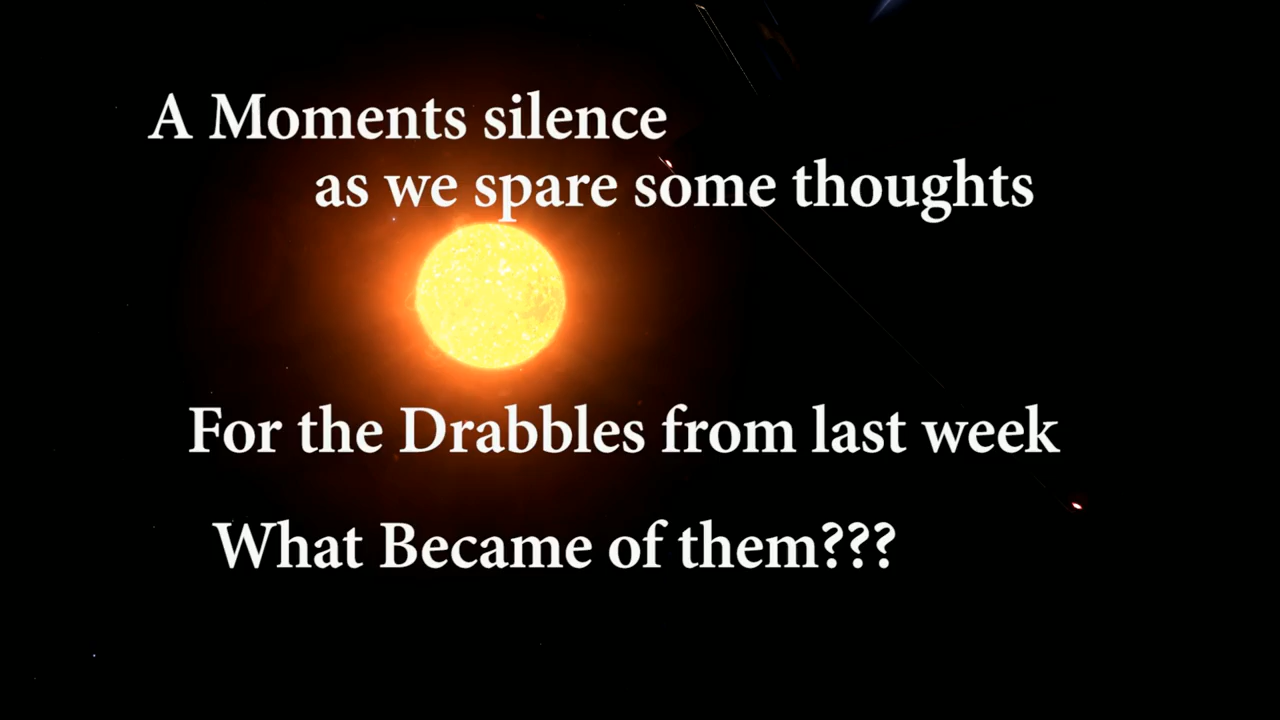 A Moments silence
as we spare some thoughts
For the Drabbles from last week
What Became of them???